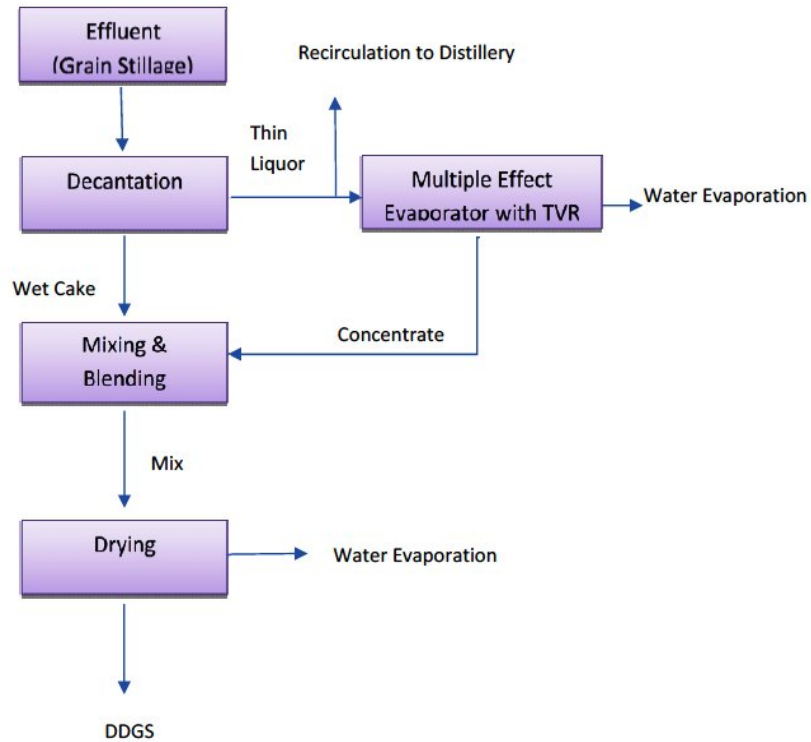 Effluent
(Grain Stillage)
Recirculation to Distillery
Thin
Liquor
Decantation
Multiple Effect
Evaporator with TVR
Water Evaporation
Wet Cake
Concentrate
Mixing &
Blending
Mix
Drying
Water Evaporation
DDGS